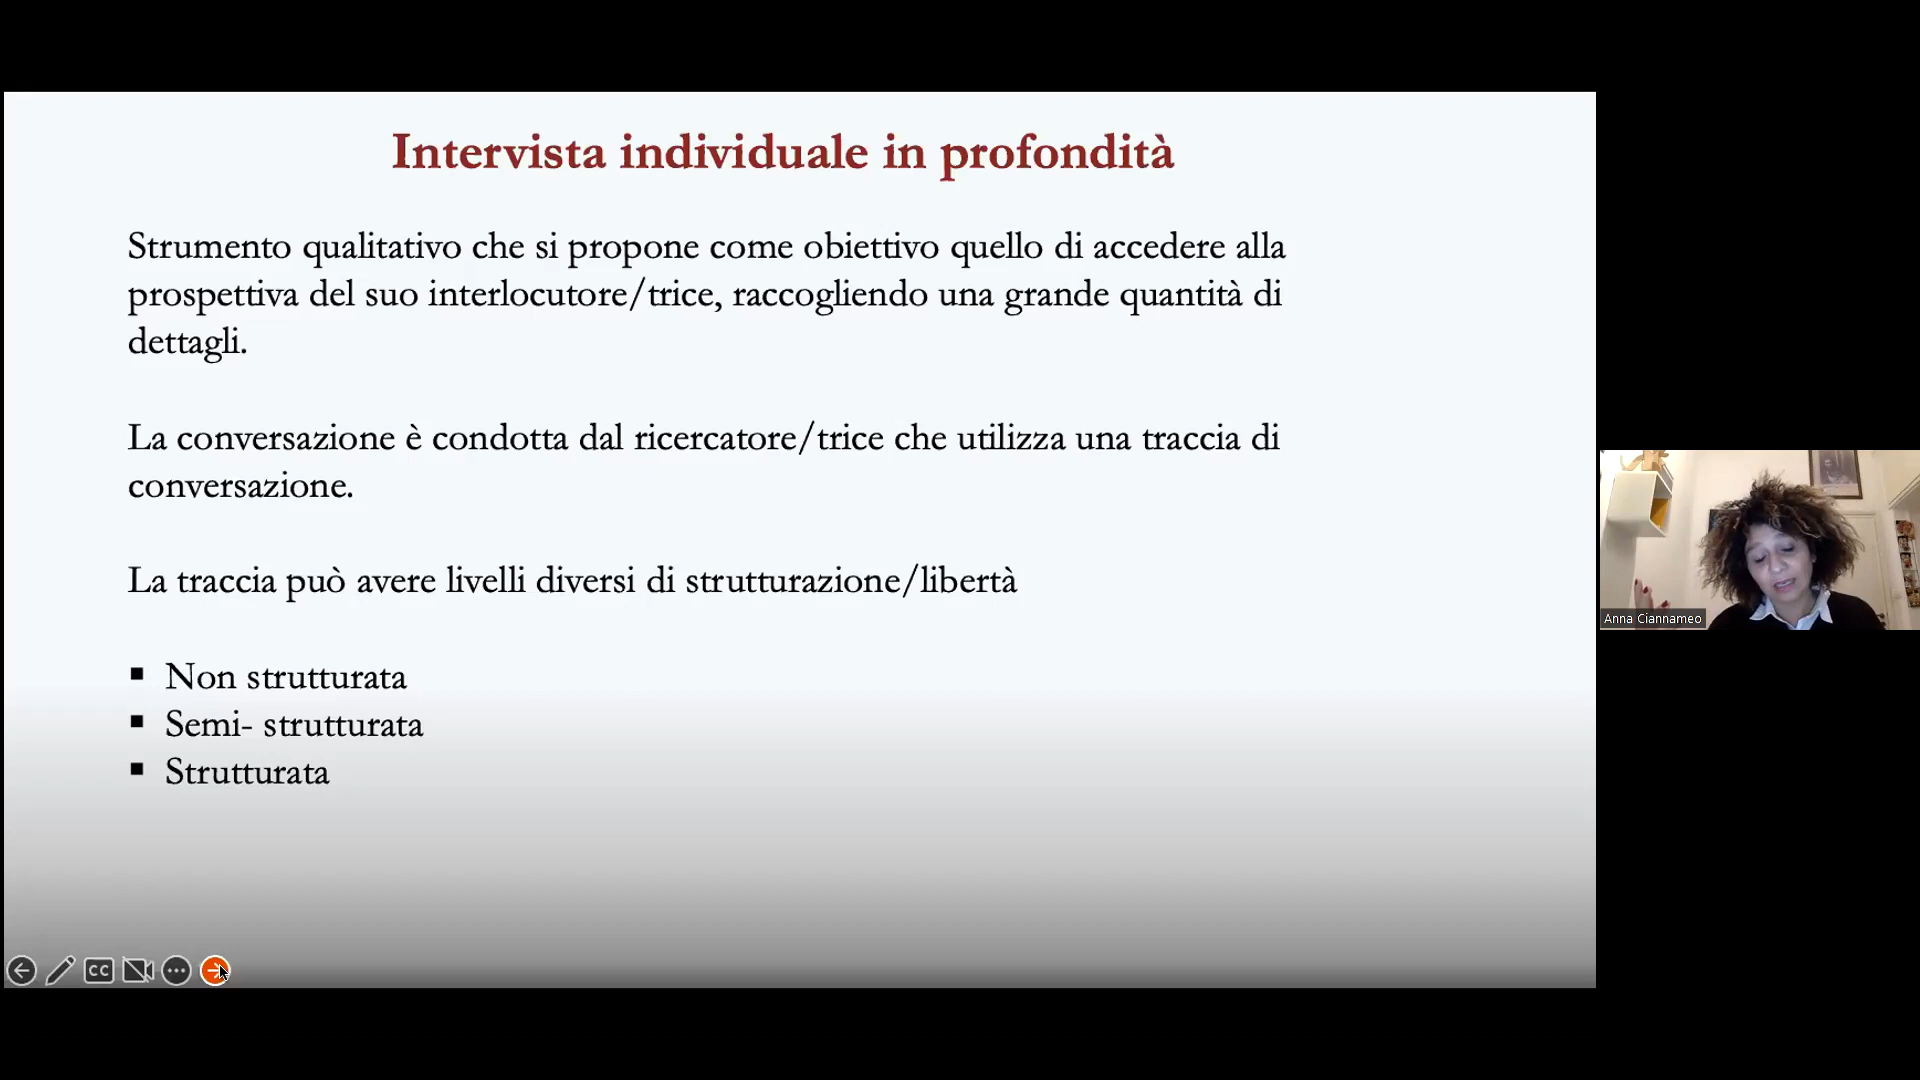 Intervista individuale in profondità
Strumento qualitativo che si propone come obiettivo quello di accedere alla
prospettiva del suo interlocutore/trice, raccogliendo una grande quantità di
dettagli.
La conversazione è condotta dal ricercatore/trice che utilizza una traccia di
conversazione.
La traccia può avere livelli diversi di strutturazione/libertà
▪ Non strutturata
▪ Semi- strutturata
▪ Strutturata
CC
Anna Ciannameo